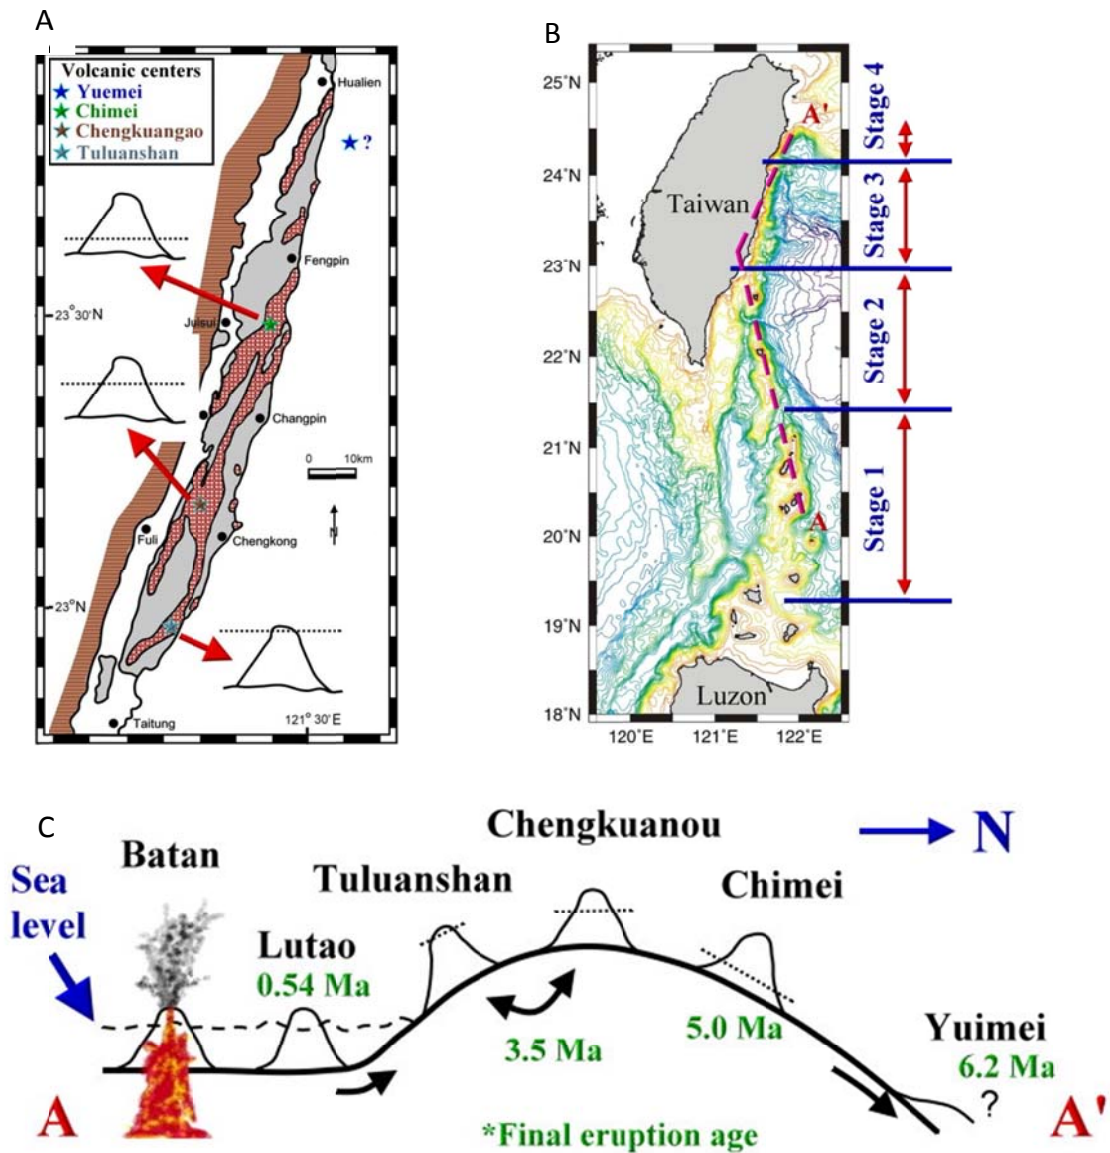 A
Volcanic centers
Yuemei
Chimei
Chengkuangao
Tuluanshan
Hualien
?
Fengpin
23°30'N
Juisui
Changpin
0 10km
N
Fuli
Chengkong
23°N
Taitung
121°30'E
B
25°N
24°N
23°N
22°N
21°N
20°N
19°N
18°N
120°E 121°E 122°E
Taiwan
Luzon
A'
A
Stage 4
Stage 3
Stage 2
Stage 1
C
Chengkuanou
N
Batan
Tuluanshan
Chimei
Sea
level
Lutao
0.54 Ma
3.5 Ma
5.0 Ma
Yuimei
6.2 Ma
?
A
A'
*Final eruption age